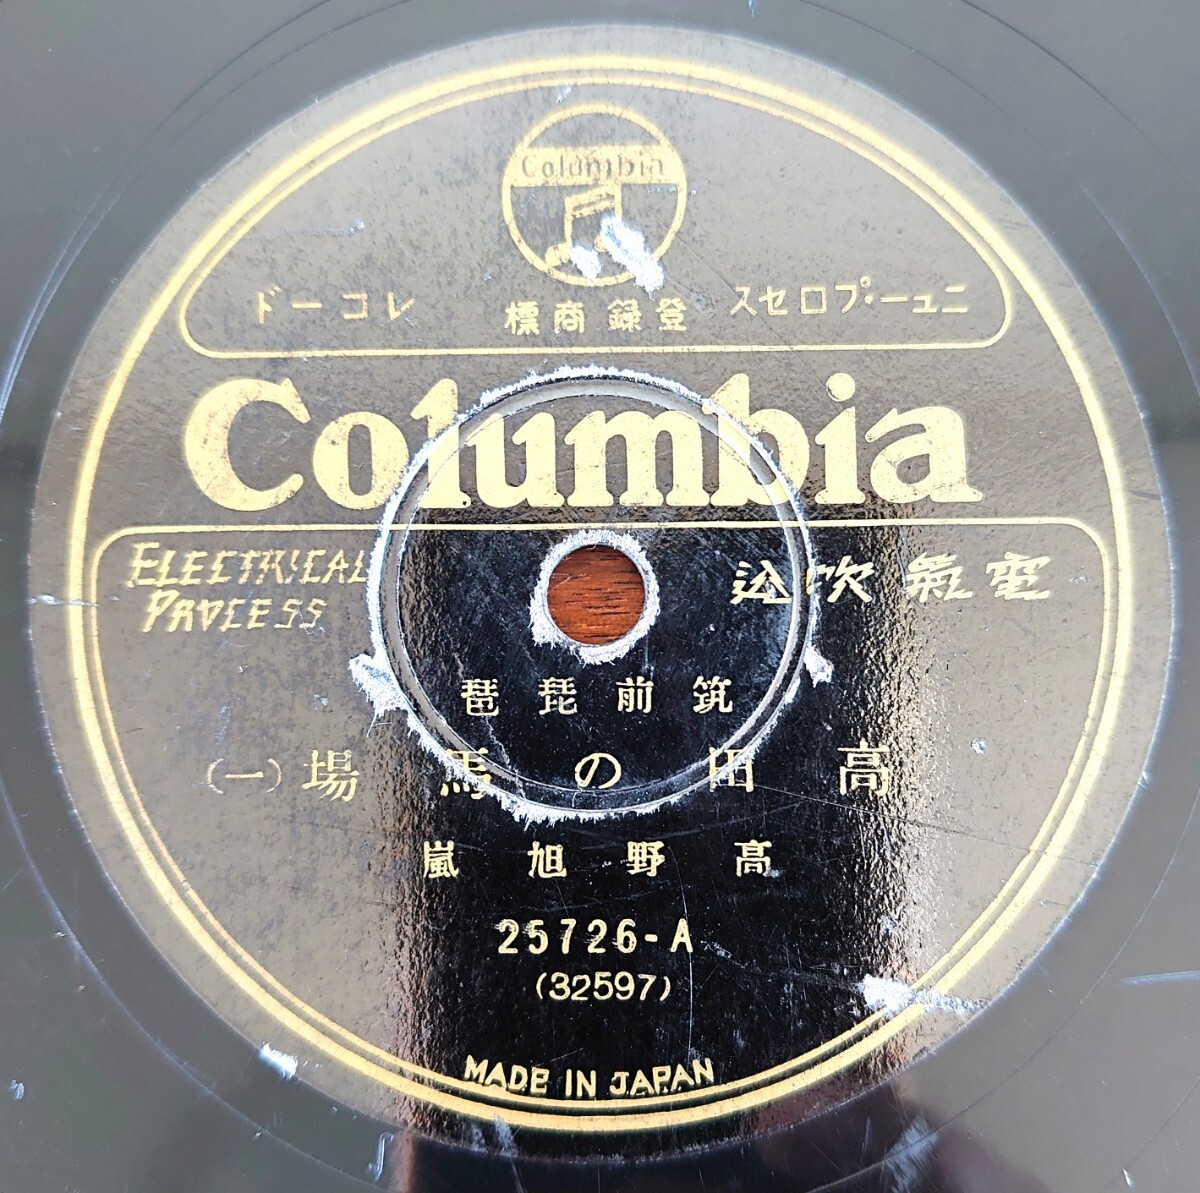 Columbia
ニュー・プロセス 登録商標 レコード
Columbia
ELECTRICAL PROCESS
電氣吹込
筑前琵琶
高田の馬場(一)
高野旭嵐
25726-A
(32597)
MADE IN JAPAN